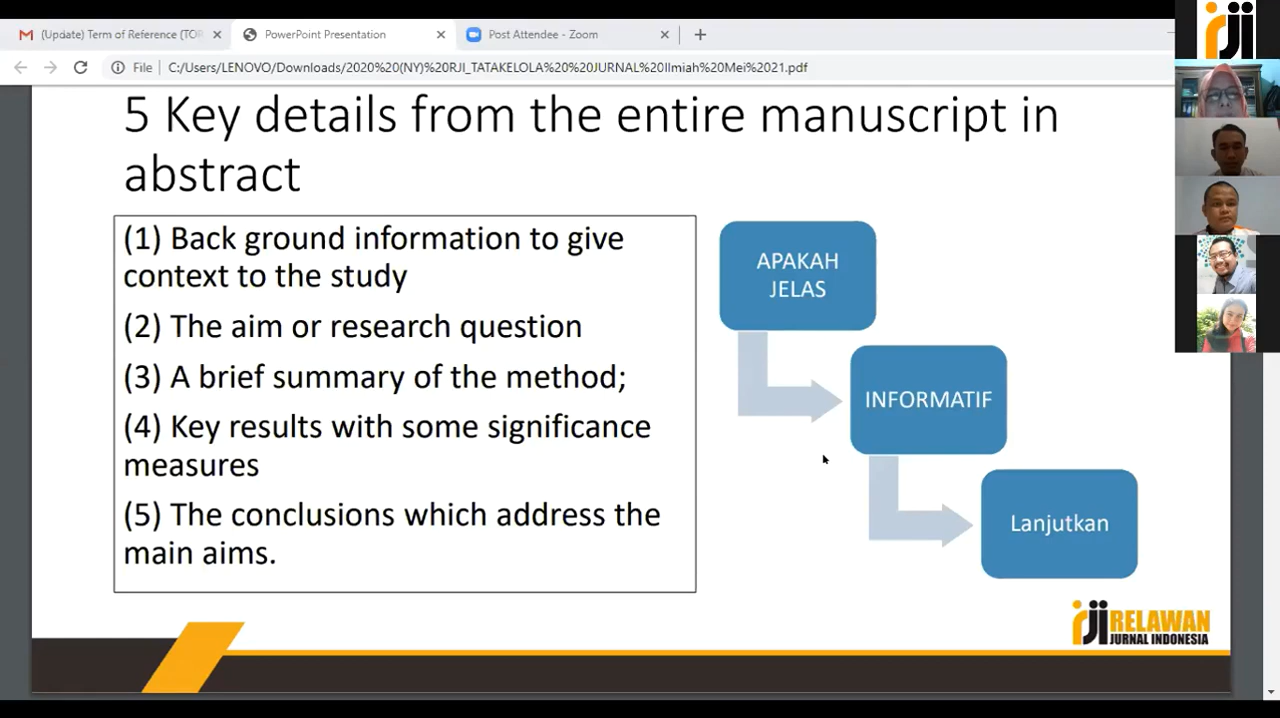 (Update) Term of Reference (TOR
PowerPoint Presentation
Post Attendee - Zoom
File
C:/Users/LENOVO/Downloads/2020%20(NY)%20RJI_TATAKELOLA%20%20JURNAL%20Ilmiah%20Mei%2021.pdf
5 Key details from the entire manuscript in
abstract
(1) Back ground information to give
context to the study
(2) The aim or research question
(3) A brief summary of the method;
(4) Key results with some significance
measures
(5) The conclusions which address the
main aims.
APAKAH
JELAS
INFORMATIF
Lanjutkan
rji RELAWAN
JURNAL INDONESIA
rji